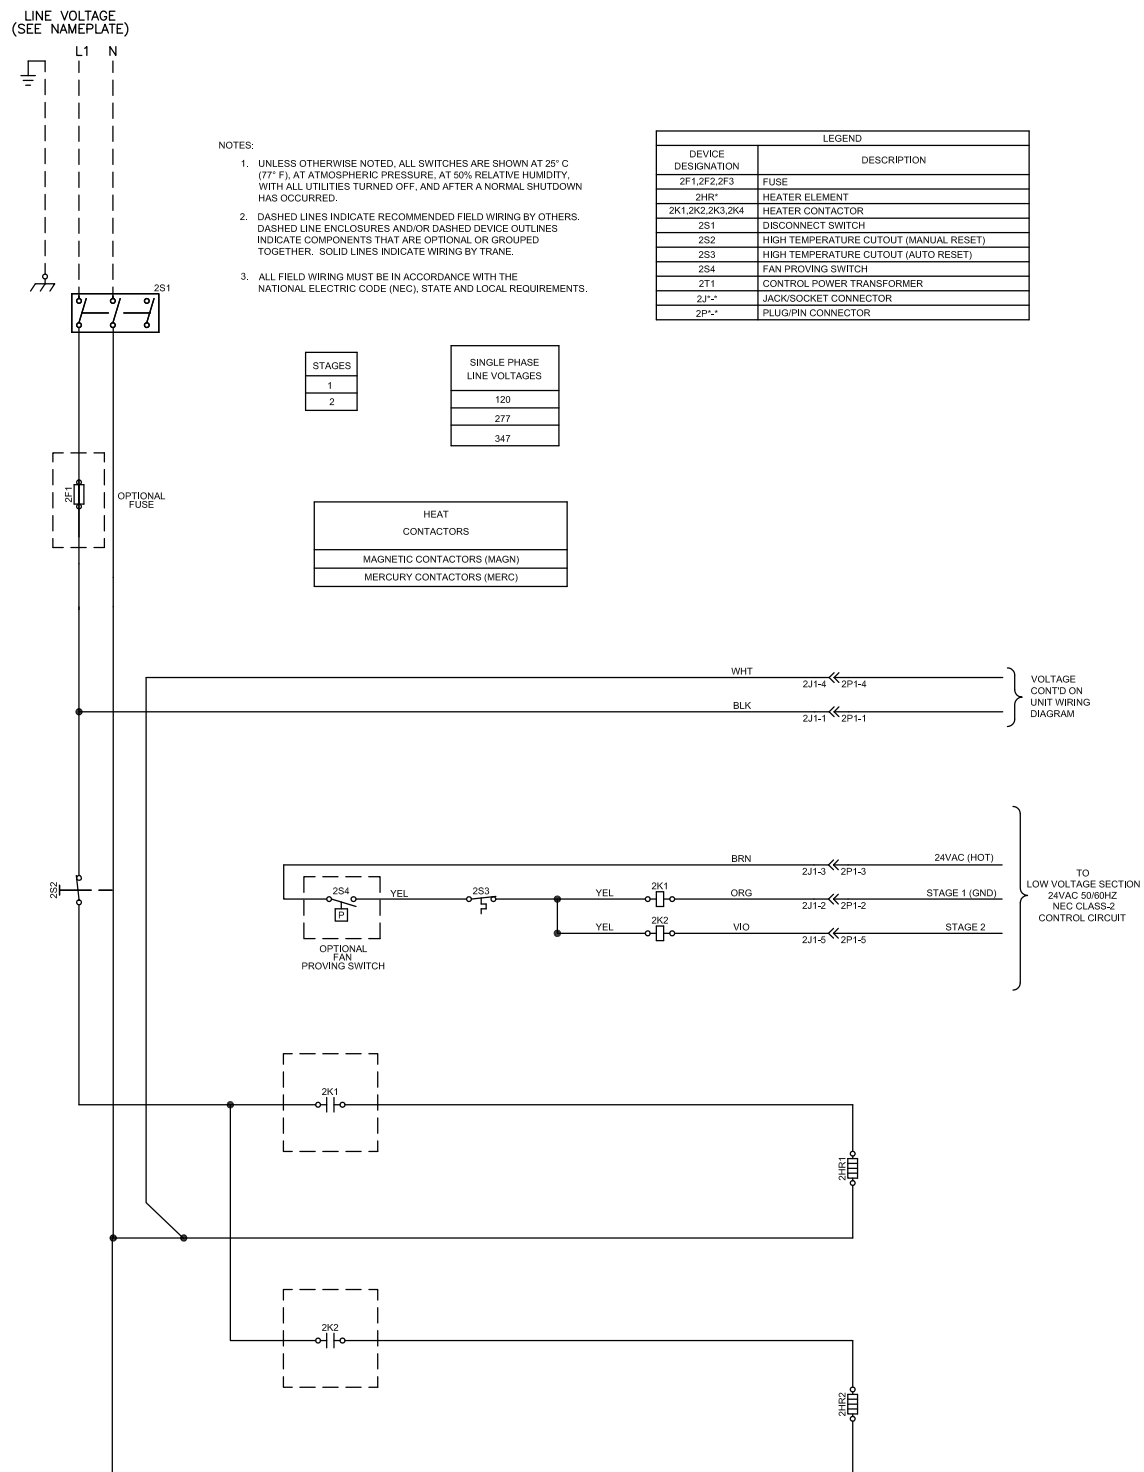 LINE VOLTAGE
(SEE NAMEPLATE)
L1 N
2S1
NOTES:
1. UNLESS OTHERWISE NOTED, ALL SWITCHES ARE SHOWN AT 25° C
(77° F), AT ATMOSPHERIC PRESSURE, AT 50% RELATIVE HUMIDITY,
WITH ALL UTILITIES TURNED OFF, AND AFTER A NORMAL SHUTDOWN
HAS OCCURRED.
2. DASHED LINES INDICATE RECOMMENDED FIELD WIRING BY OTHERS.
DASHED LINE ENCLOSURES AND/OR DASHED DEVICE OUTLINES
INDICATE COMPONENTS THAT ARE OPTIONAL OR GROUPED
TOGETHER. SOLID LINES INDICATE WIRING BY TRANE.
3. ALL FIELD WIRING MUST BE IN ACCORDANCE WITH THE
NATIONAL ELECTRIC CODE (NEC), STATE AND LOCAL REQUIREMENTS.
LEGEND
DEVICE
DESIGNATION
DESCRIPTION
2F1,2F2,2F3 FUSE
2HR* HEATER ELEMENT
2K1,2K2,2K3,2K4 HEATER CONTACTOR
2S1 DISCONNECT SWITCH
2S2 HIGH TEMPERATURE CUTOUT (MANUAL RESET)
2S3 HIGH TEMPERATURE CUTOUT (AUTO RESET)
2S4 FAN PROVING SWITCH
2T1 CONTROL POWER TRANSFORMER
2J*-* JACK/SOCKET CONNECTOR
2P*-* PLUG/PIN CONNECTOR
STAGES
1
2
SINGLE PHASE
LINE VOLTAGES
120
277
347
2F1
OPTIONAL
FUSE
HEAT
CONTACTORS
MAGNETIC CONTACTORS (MAGN)
MERCURY CONTACTORS (MERC)
WHT
2J1-4 2P1-4
BLK
2J1-1 2P1-1
VOLTAGE
CONT'D ON
UNIT WIRING
DIAGRAM
2S2
BRN
2J1-3 2P1-3
24VAC (HOT)
2S4
P
YEL
2S3
YEL
2K1
ORG
2J1-2 2P1-2
STAGE 1 (GND)
YEL
2K2
VIO
2J1-5 2P1-5
STAGE 2
OPTIONAL
FAN
PROVING SWITCH
TO
LOW VOLTAGE SECTION
24VAC 50/60HZ
NEC CLASS-2
CONTROL CIRCUIT
2K1
2HR1
2K2
2HR2